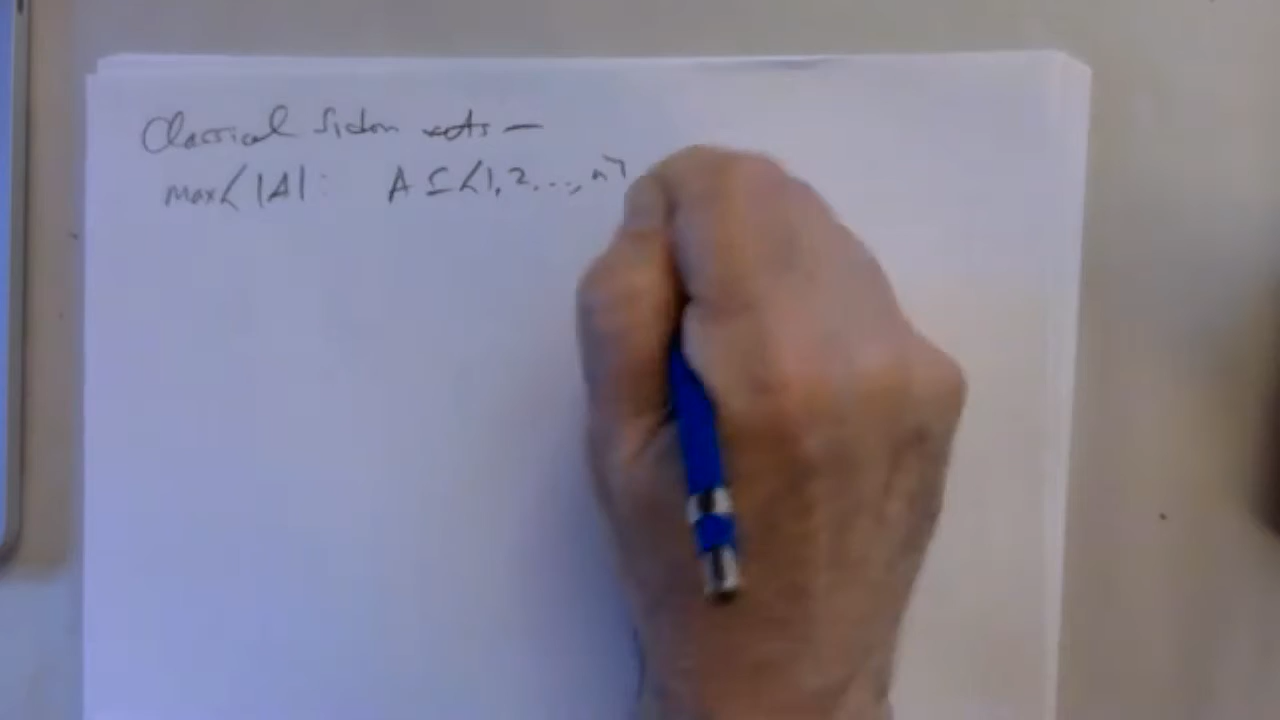 Classical Sidon sets —
max{ |A| : A ⊆ {1, 2, ..., n}